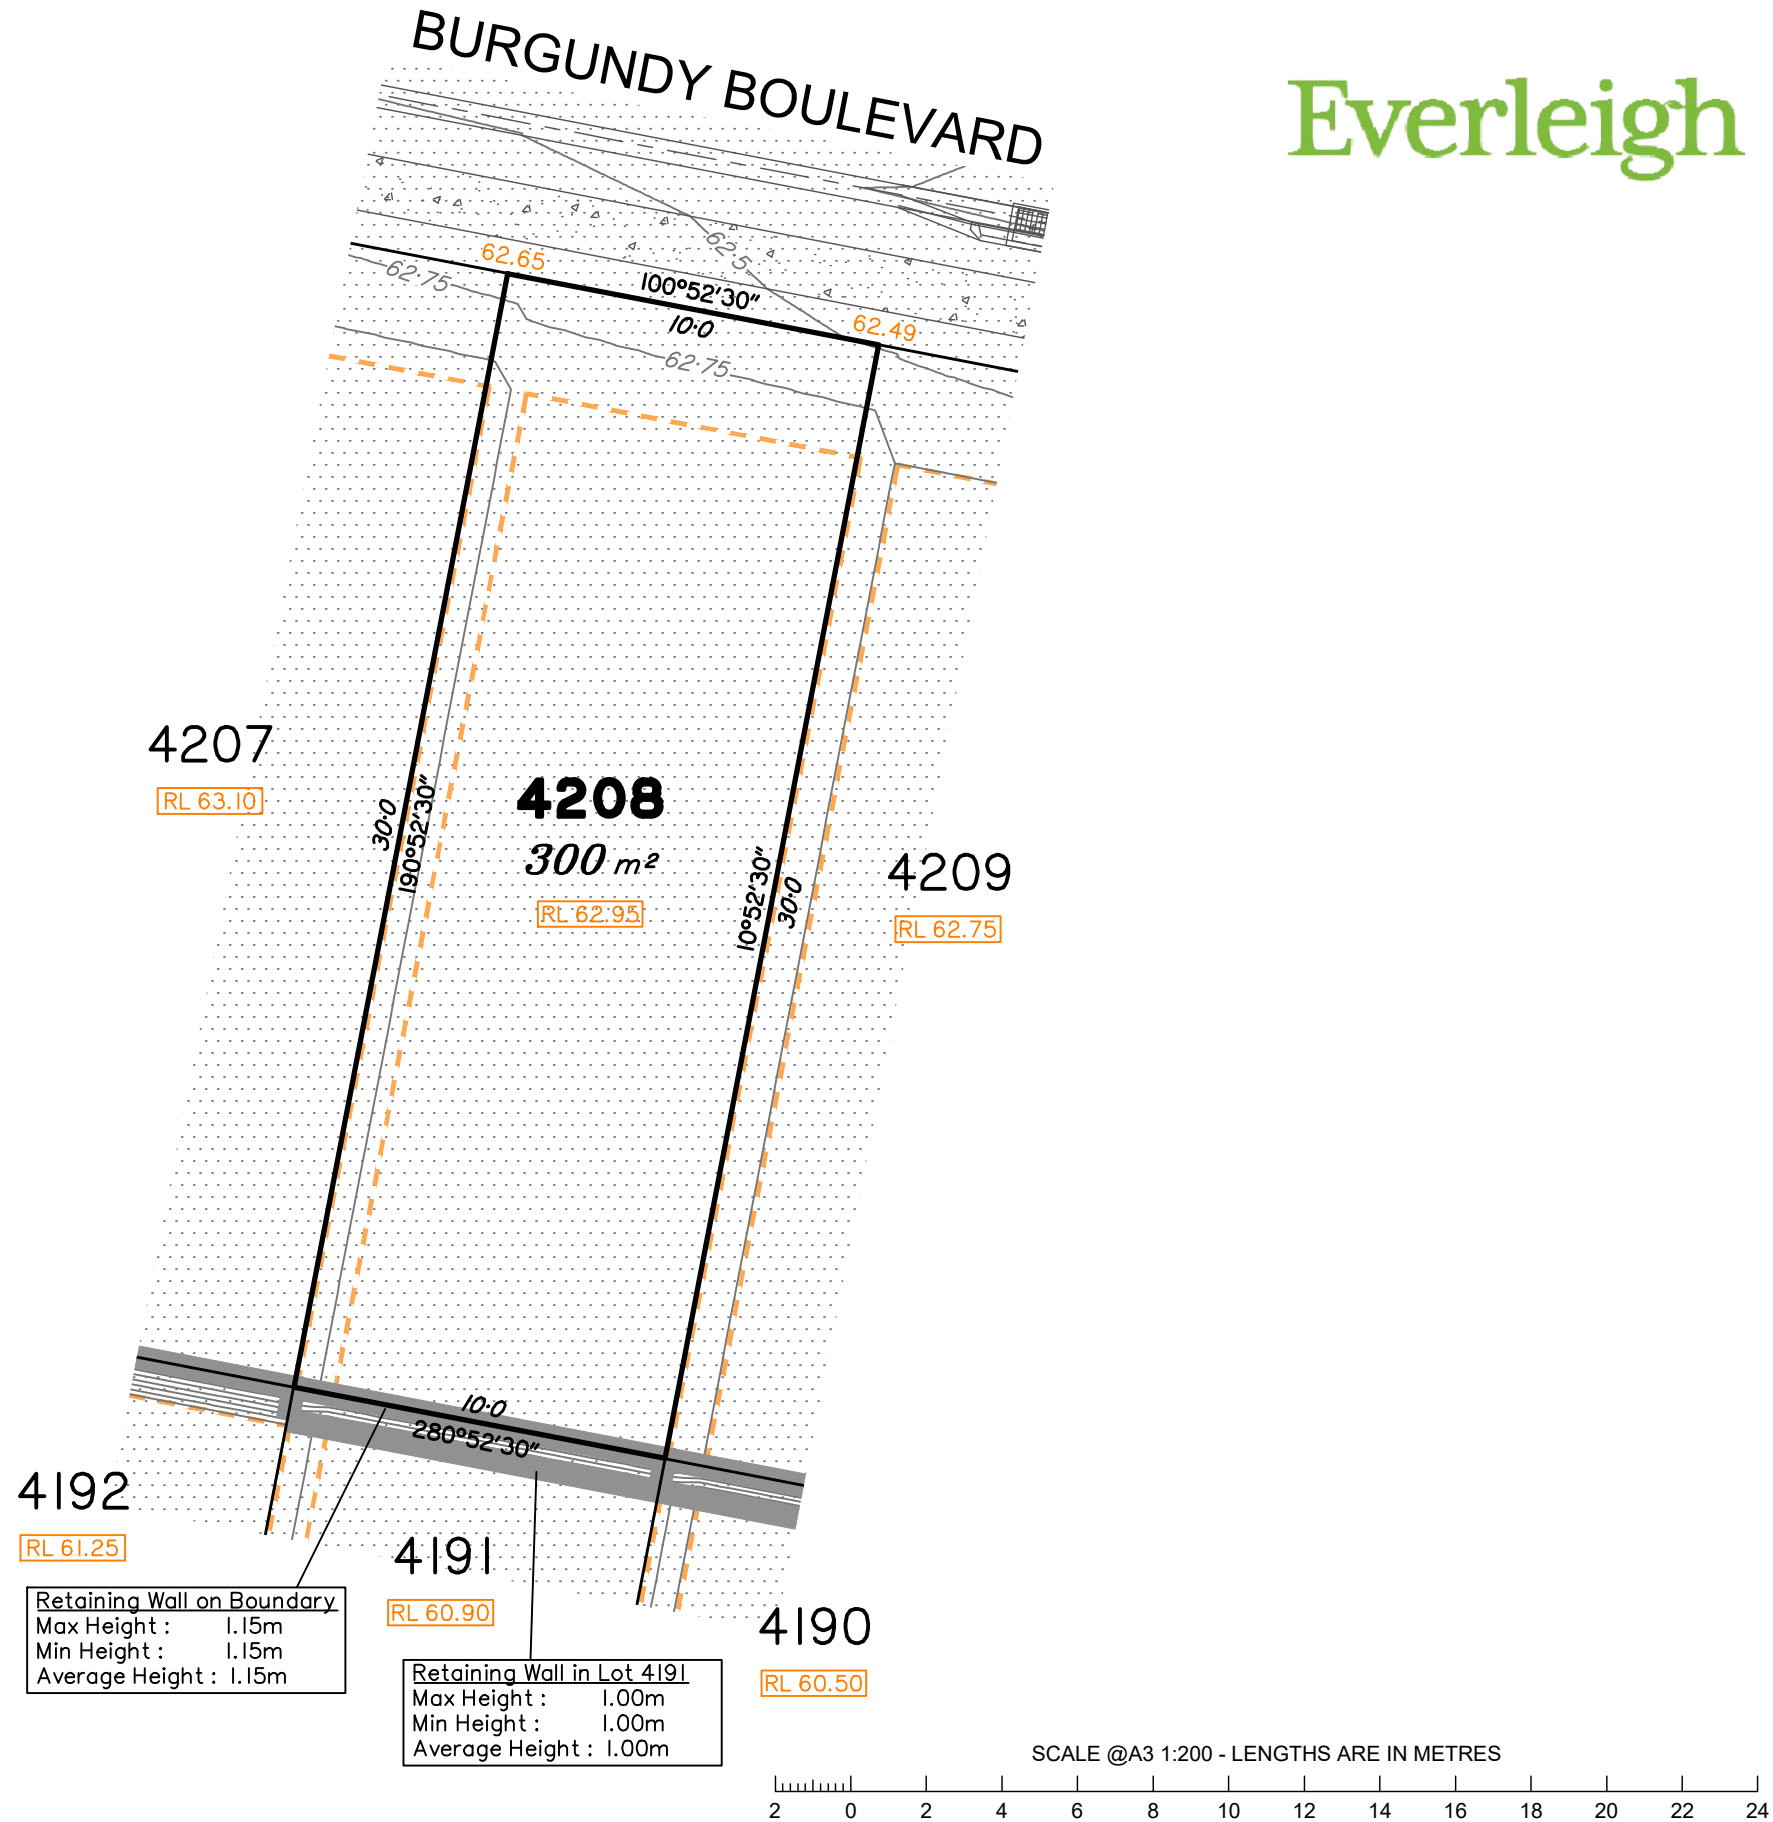 BURGUNDY BOULEVARD
Everleigh
62.65
62·5
62·75
100°52'30"
10·0
62.49
62·75
4207
RL 63.10
30·0
190°52'30"
4208
300 m²
RL 62.95
10°52'30"
30·0
4209
RL 62.75
10·0
280°52'30"
4192
RL 61.25
4191
RL 60.90
4190
RL 60.50
Retaining Wall on Boundary
Max Height : 1.15m
Min Height : 1.15m
Average Height : 1.15m
Retaining Wall in Lot 4191
Max Height : 1.00m
Min Height : 1.00m
Average Height : 1.00m
SCALE @A3 1:200 - LENGTHS ARE IN METRES
2 0 2 4 6 8 10 12 14 16 18 20 22 24